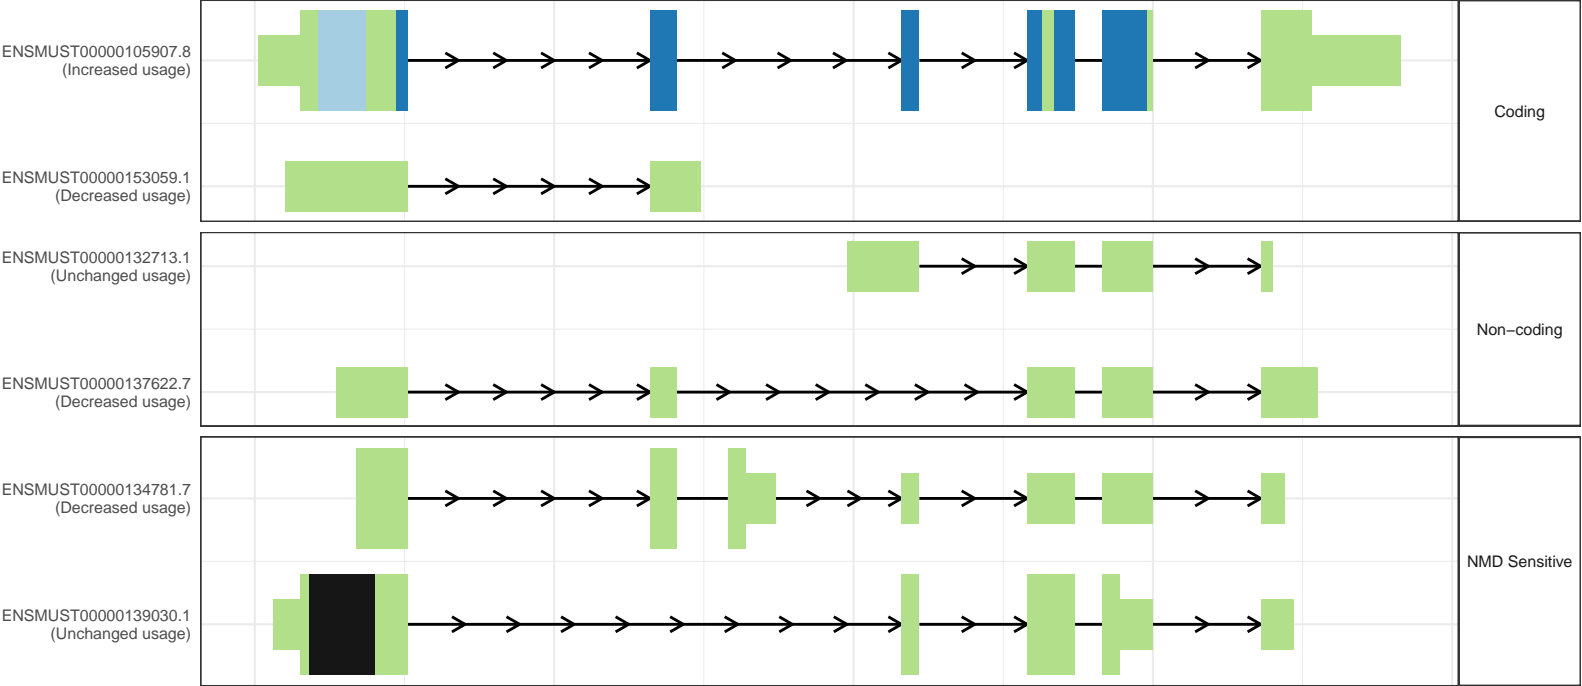 ENSMUST00000105907.8
(Increased usage)
ENSMUST00000153059.1
(Decreased usage)
Coding
ENSMUST00000132713.1
(Unchanged usage)
ENSMUST00000137622.7
(Decreased usage)
Non−coding
ENSMUST00000134781.7
(Decreased usage)
ENSMUST00000139030.1
(Unchanged usage)
NMD Sensitive